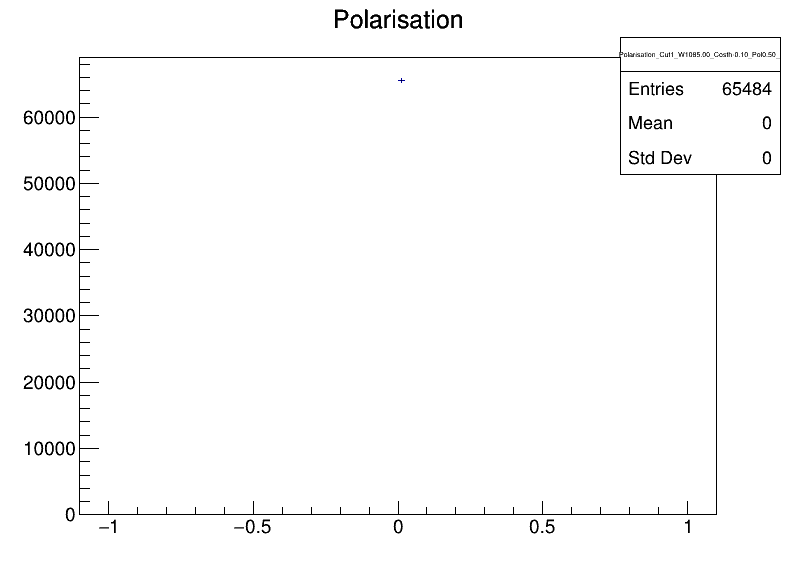 Polarisation
Polarisation_Cut1_W1085.00_Costh-0.10_Pol0.50_
Entries 65484
Mean 0
Std Dev 0
60000
50000
40000
30000
20000
10000
0
−1 −0.5 0 0.5 1